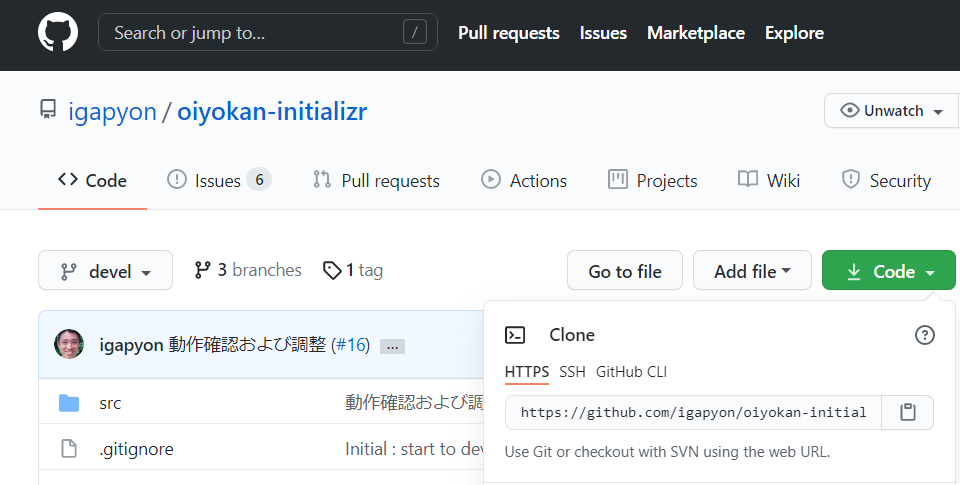 Search or jump to... / Pull requests Issues Marketplace Explore
igapyon / oiyokan-initializr Unwatch
Code Issues 6 Pull requests Actions Projects Wiki Security
devel 3 branches 1 tag Go to file Add file Code
igapyon 動作確認および調整 (#16) ...
Clone ?
HTTPS SSH GitHub CLI
src 動作確認および調
https://github.com/igapyon/oiyokan-initial
.gitignore Initial : start to dev
Use Git or checkout with SVN using the web URL.